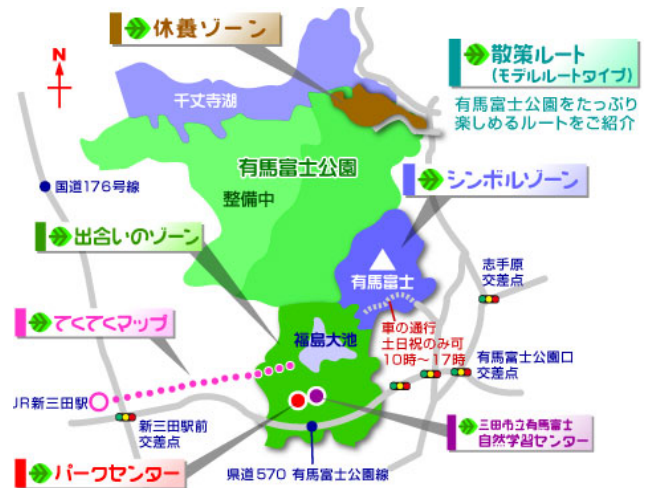 休養ゾーン
N
散策ルート
(モデルルートタイプ)
千丈寺湖
有馬富士公園をたっぷり
楽しめるルートをご紹介
有馬富士公園
シンボルゾーン
国道176号線
整備中
出合いのゾーン
志手原
交差点
有馬富士
車の通行
土日祝のみ可
10時〜17時
てくてくマップ
福島大池
有馬富士公園口
交差点
JR新三田駅
新三田駅前
交差点
三田市立有馬富士
自然学習センター
パークセンター
県道570 有馬富士公園線